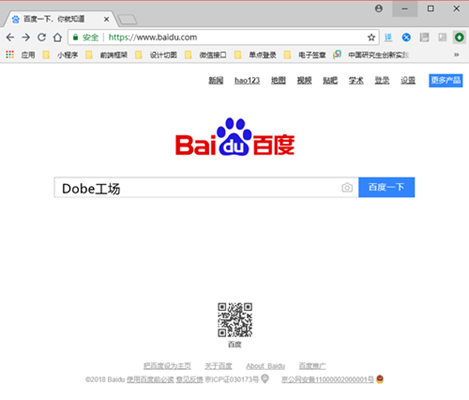 百度一下，你就知道
安全 https://www.baidu.com
应用 小程序 前端框架 设计切图 微信接口 单点登录 电子签章 中国研究生创新实践
新闻 hao123 地图 视频 贴吧 学术 登录 设置 更多产品
Bai du 百度
Dobe工场 百度一下
百度
把百度设为主页 关于百度 About Baidu 百度推广
©2018 Baidu 使用百度前必读 意见反馈 京ICP证030173号 京公网安备11000002000001号